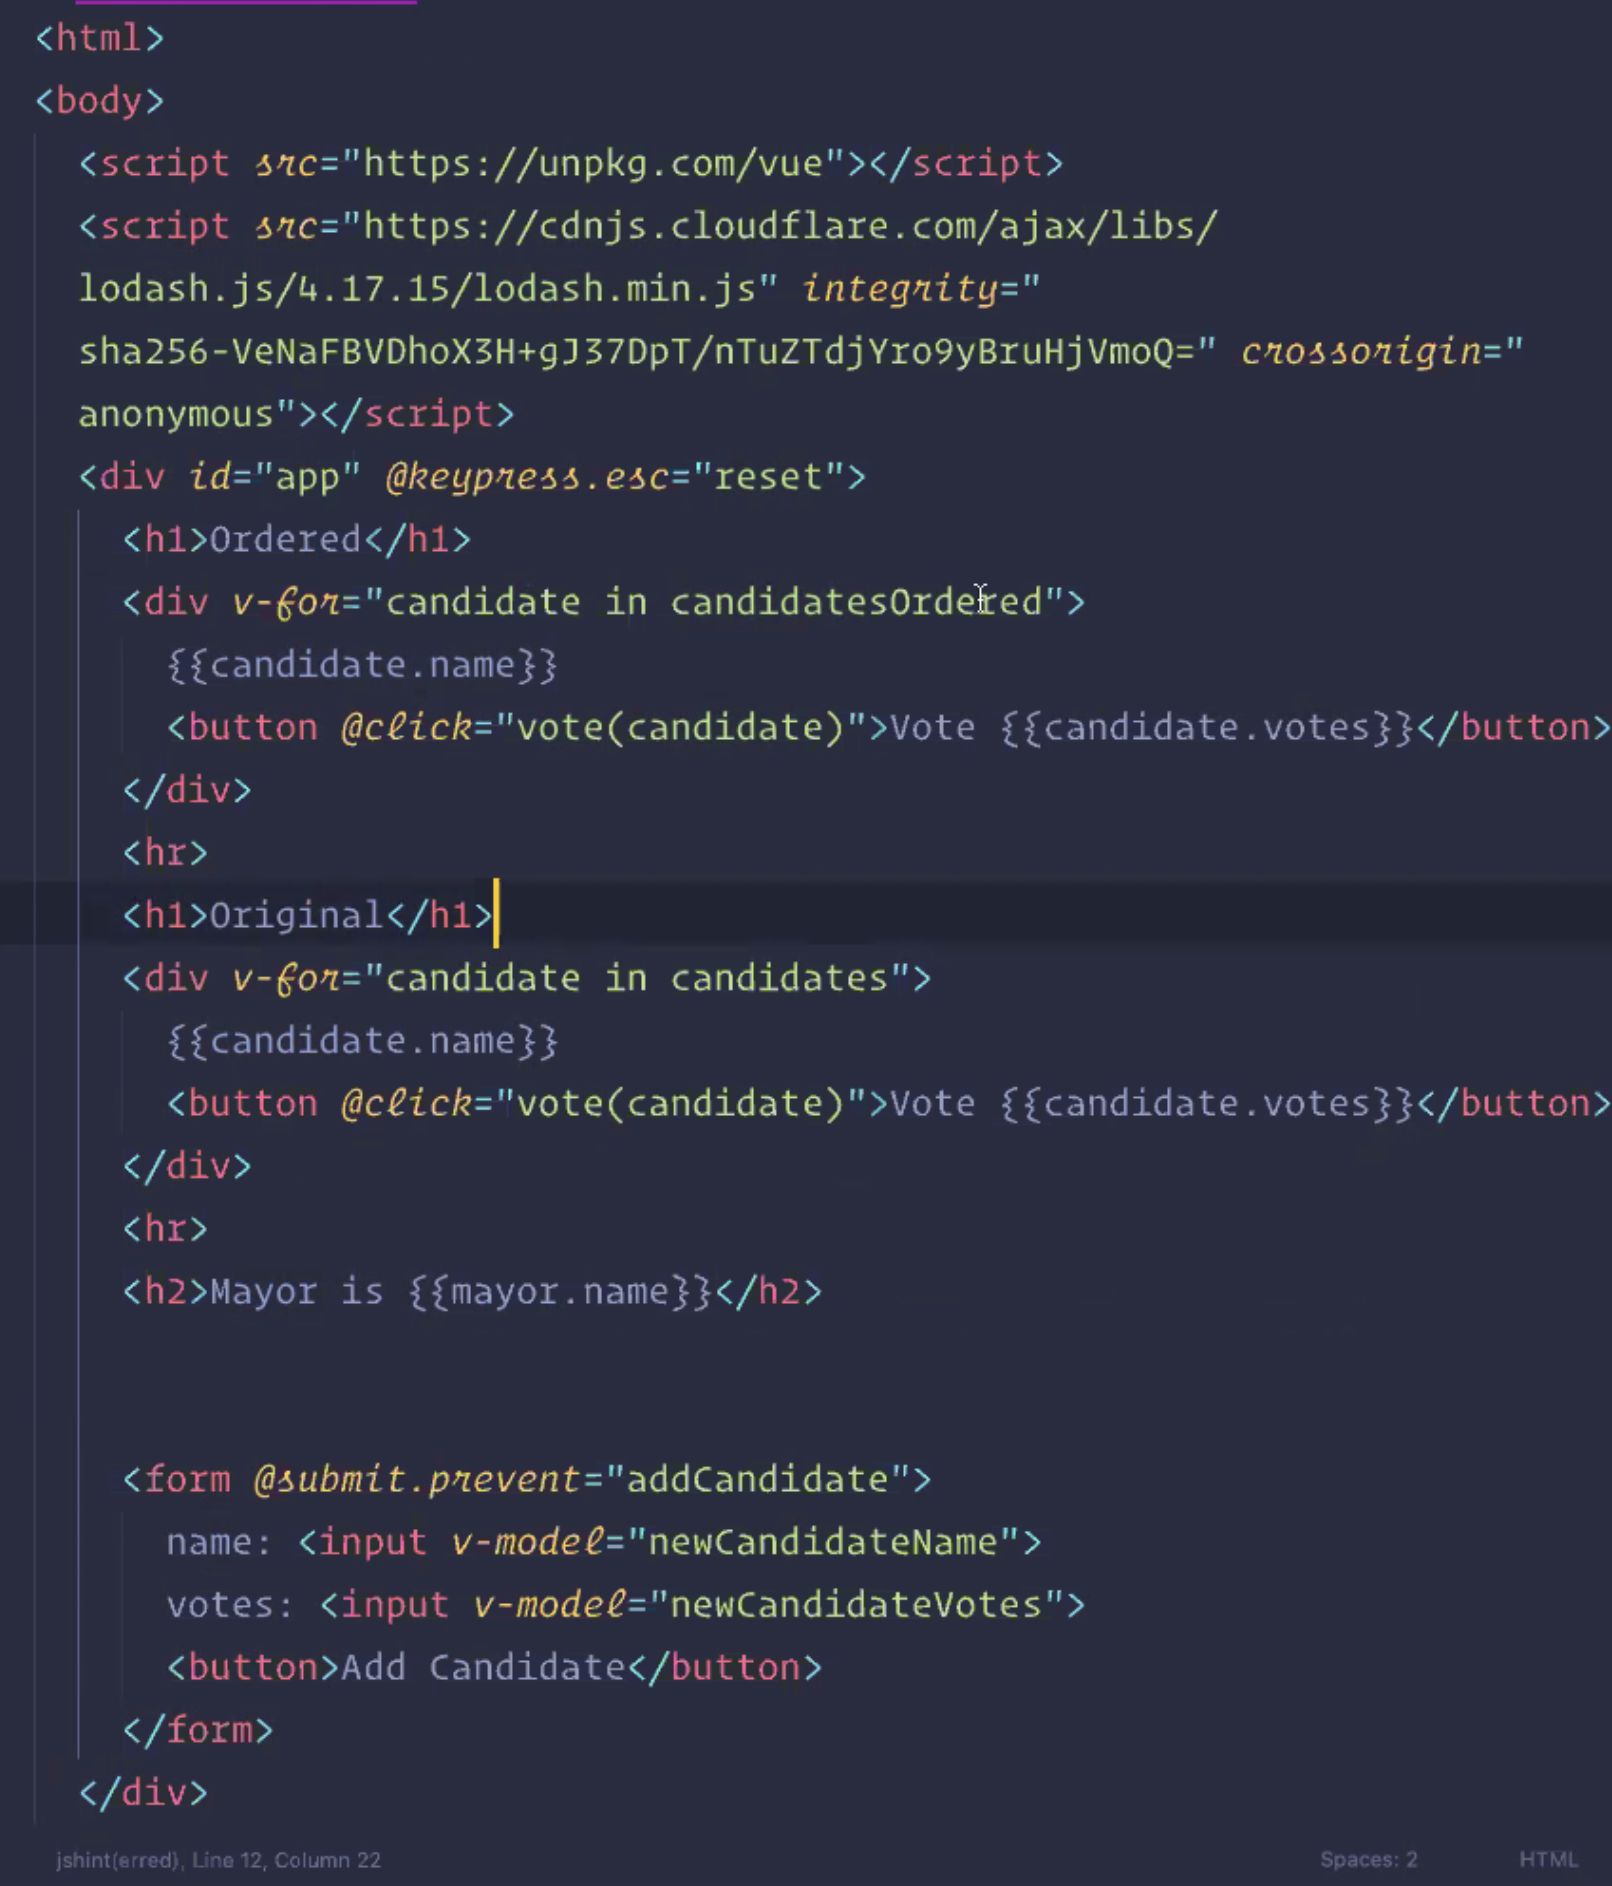 <html>
<body>
<script src="https://unpkg.com/vue"></script>
<script src="https://cdnjs.cloudflare.com/ajax/libs/
lodash.js/4.17.15/lodash.min.js" integrity="
sha256-VeNaFBVDhoX3H+gJ37DpT/nTuZTdjYro9yBruHjVmoQ=" crossorigin="
anonymous"></script>
<div id="app" @keypress.esc="reset">
<h1>Ordered</h1>
<div v-for="candidate in candidatesOrdered">
{{candidate.name}}
<button @click="vote(candidate)">Vote {{candidate.votes}}</button>
</div>
<hr>
<h1>Original</h1>
<div v-for="candidate in candidates">
{{candidate.name}}
<button @click="vote(candidate)">Vote {{candidate.votes}}</button>
</div>
<hr>
<h2>Mayor is {{mayor.name}}</h2>
<form @submit.prevent="addCandidate">
name: <input v-model="newCandidateName">
votes: <input v-model="newCandidateVotes">
<button>Add Candidate</button>
</form>
</div>
jshint(erred), Line 12, Column 22 Spaces: 2 HTML